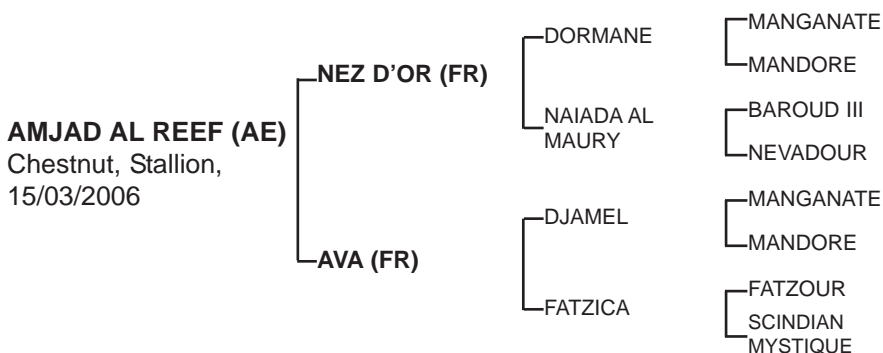 AMJAD AL REEF (AE)
Chestnut, Stallion,
15/03/2006
NEZ D'OR (FR)
AVA (FR)
DORMANE
NAIADA AL
MAURY
DJAMEL
FATZICA
MANGANATE
MANDORE
BAROUD III
NEVADOUR
MANGANATE
MANDORE
FATZOUR
SCINDIAN
MYSTIQUE